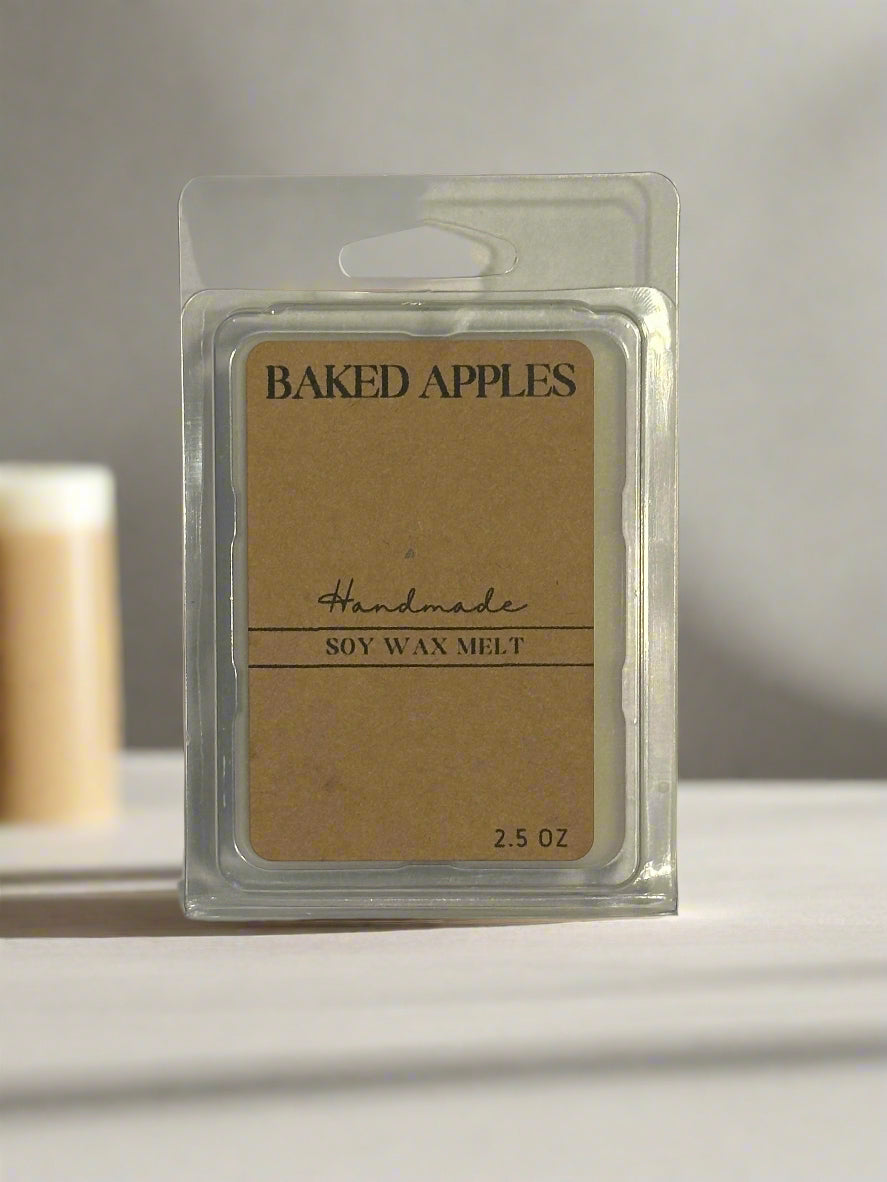 BAKED APPLES
Handmade
SOY WAX MELT
2.5 OZ